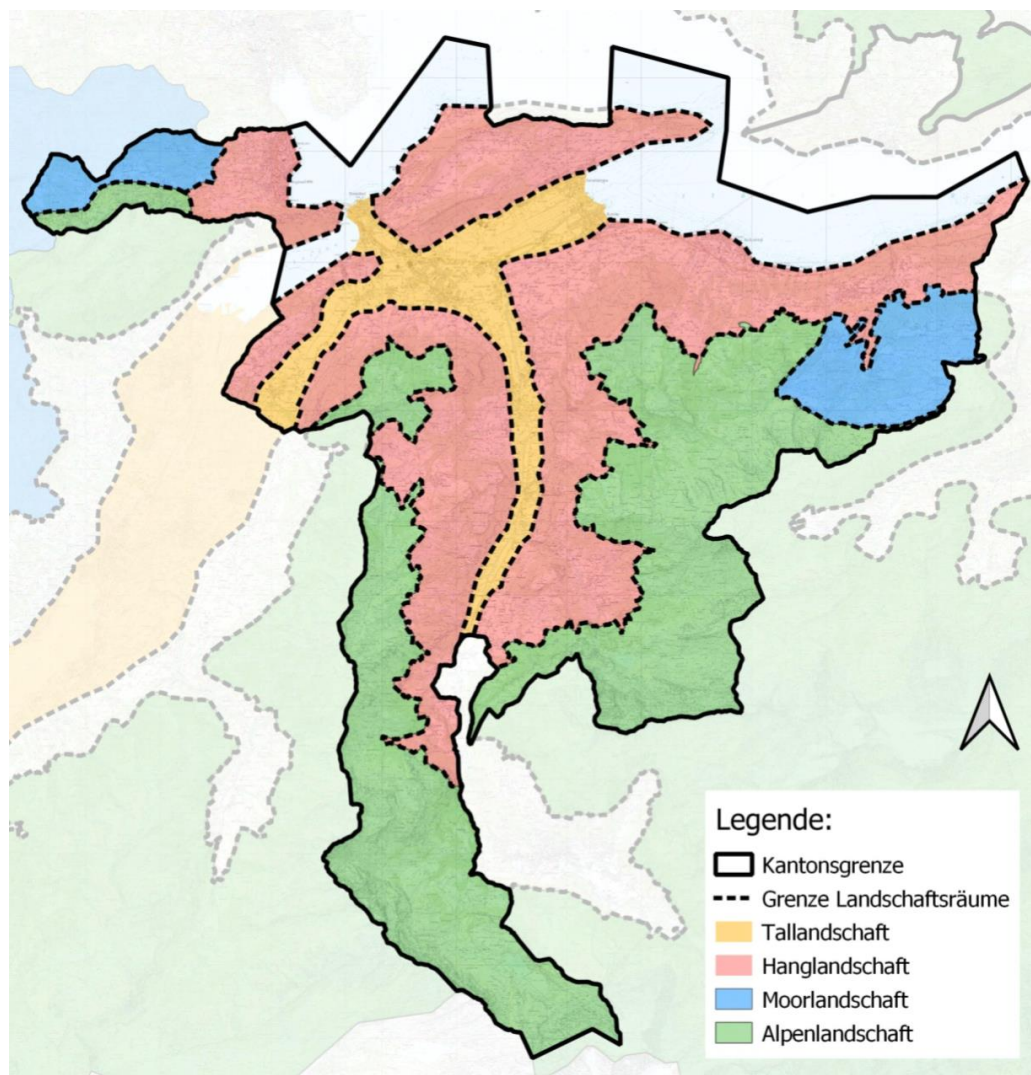 Legende:
Kantonsgrenze
Grenze Landschaftsräume
Tallandschaft
Hanglandschaft
Moorlandschaft
Alpenlandschaft